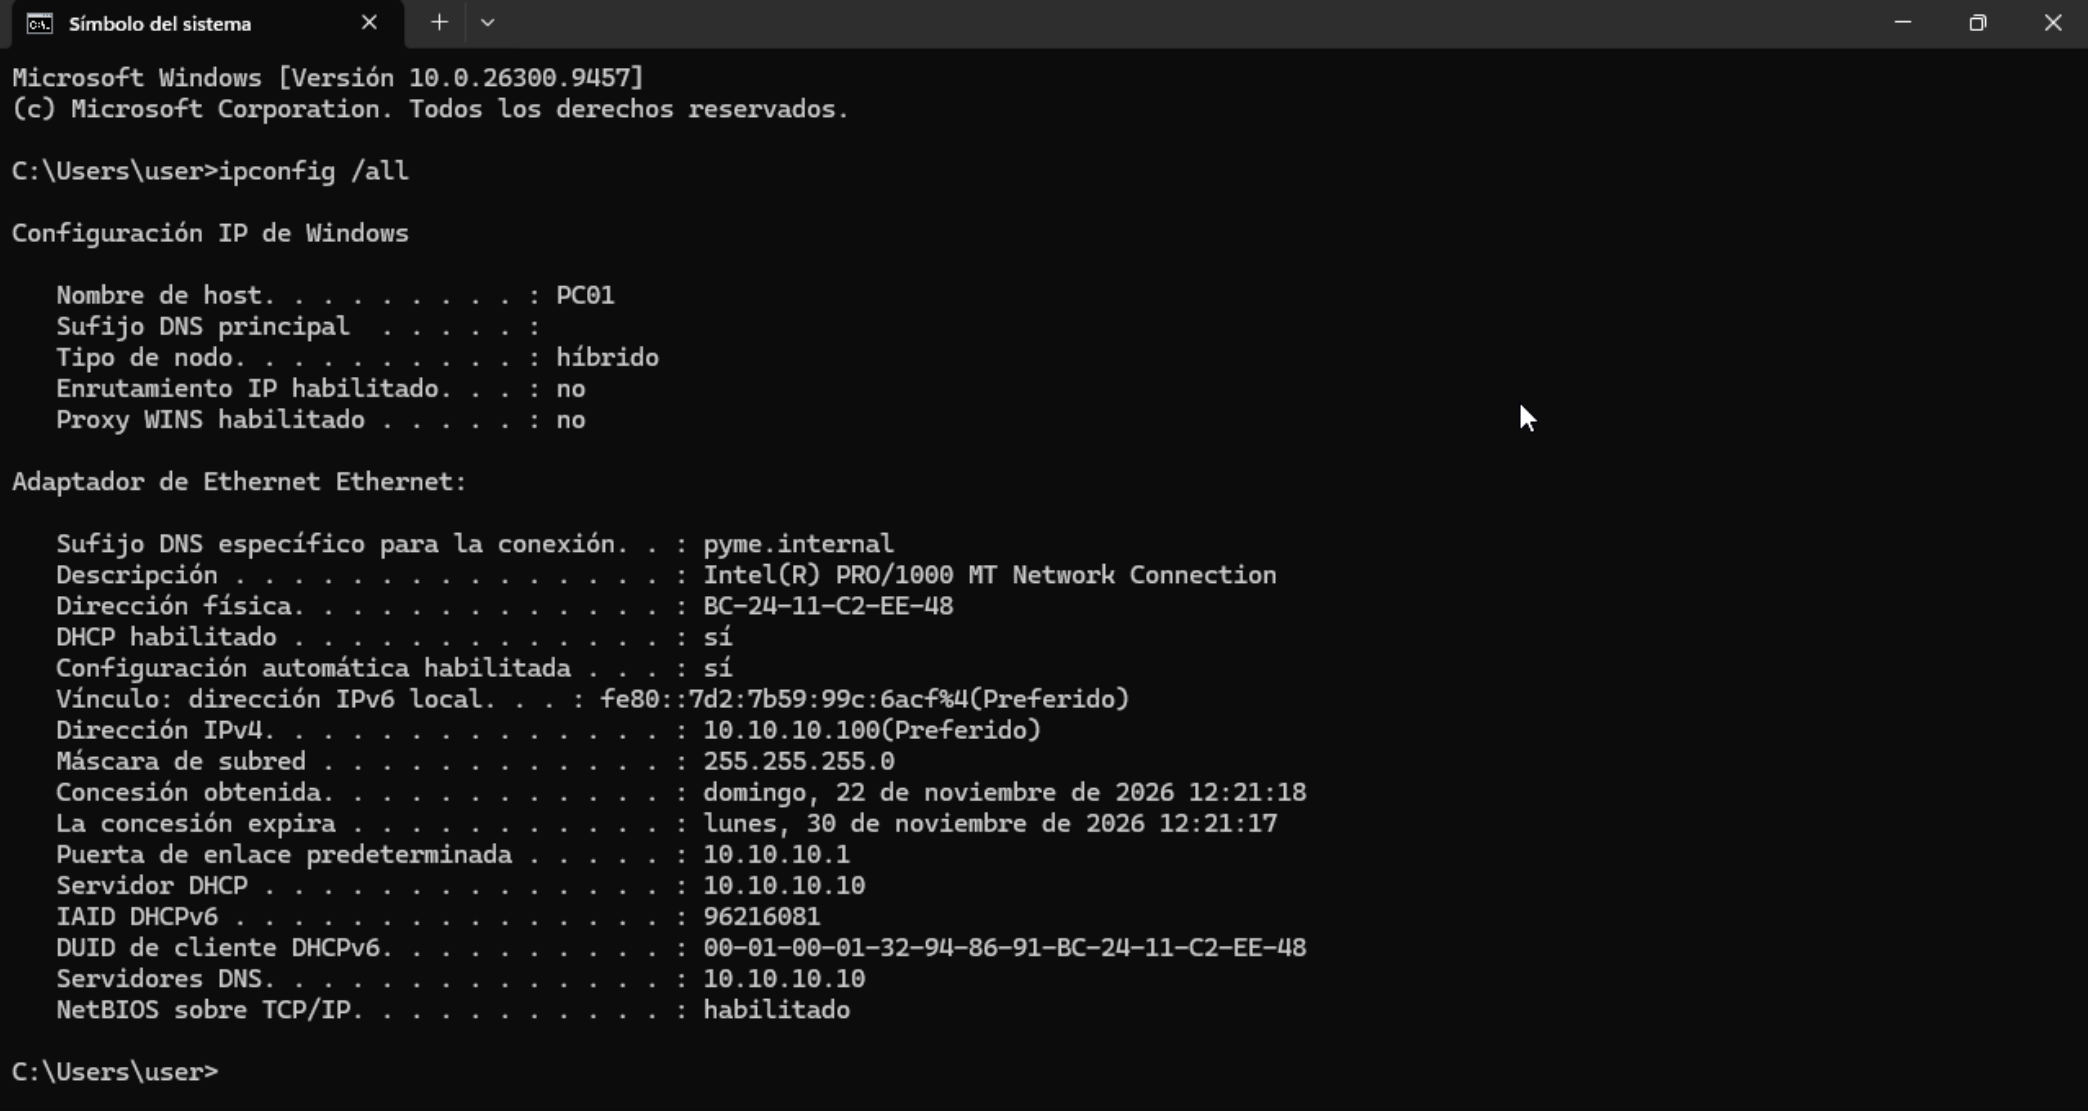 Símbolo del sistema
Microsoft Windows [Versión 10.0.26300.9457]
(c) Microsoft Corporation. Todos los derechos reservados.
C:\Users\user>ipconfig /all
Configuración IP de Windows
   Nombre de host. . . . . . . . . : PC01
   Sufijo DNS principal  . . . . . :
   Tipo de nodo. . . . . . . . . . : híbrido
   Enrutamiento IP habilitado. . . : no
   Proxy WINS habilitado . . . . . : no
Adaptador de Ethernet Ethernet:
   Sufijo DNS específico para la conexión. . : pyme.internal
   Descripción . . . . . . . . . . . . . . . : Intel(R) PRO/1000 MT Network Connection
   Dirección física. . . . . . . . . . . . . : BC-24-11-C2-EE-48
   DHCP habilitado . . . . . . . . . . . . . : sí
   Configuración automática habilitada . . . : sí
   Vínculo: dirección IPv6 local. . . : fe80::7d2:7b59:99c:6acf%4(Preferido)
   Dirección IPv4. . . . . . . . . . . . . . : 10.10.10.100(Preferido)
   Máscara de subred . . . . . . . . . . . . : 255.255.255.0
   Concesión obtenida. . . . . . . . . . . . : domingo, 22 de noviembre de 2026 12:21:18
   La concesión expira . . . . . . . . . . . : lunes, 30 de noviembre de 2026 12:21:17
   Puerta de enlace predeterminada . . . . . : 10.10.10.1
   Servidor DHCP . . . . . . . . . . . . . . : 10.10.10.10
   IAID DHCPv6 . . . . . . . . . . . . . . . : 96216081
   DUID de cliente DHCPv6. . . . . . . . . . : 00-01-00-01-32-94-86-91-BC-24-11-C2-EE-48
   Servidores DNS. . . . . . . . . . . . . . : 10.10.10.10
   NetBIOS sobre TCP/IP. . . . . . . . . . . : habilitado
C:\Users\user>